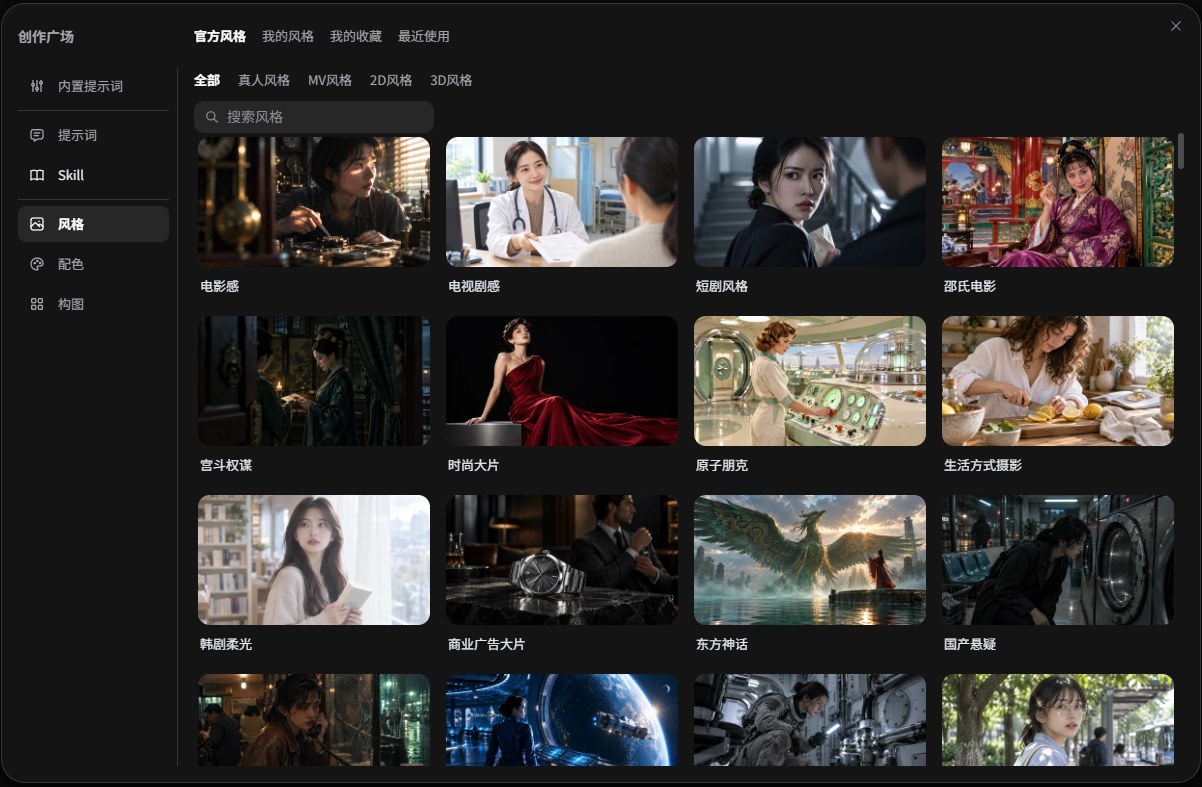 创作广场
官方风格 我的风格 我的收藏 最近使用
内置提示词
提示词
Skill
风格
配色
构图
全部 真人风格 MV风格 2D风格 3D风格
搜索风格
电影感 电视剧感 短剧风格 邵氏电影
宫斗权谋 时尚大片 原子朋克 生活方式摄影
韩剧柔光 商业广告大片 东方神话 国产悬疑